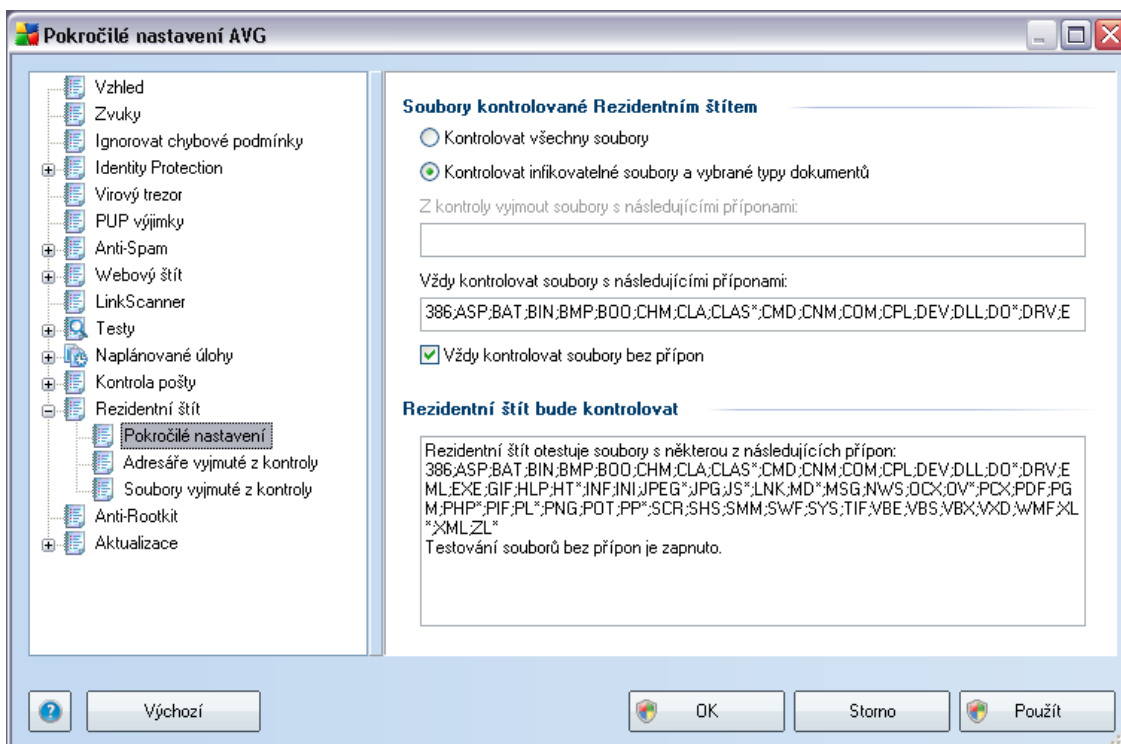 Pokročilé nastavení AVG
Vzhled
Zvuky
Ignorovat chybové podmínky
Identity Protection
Virový trezor
PUP výjimky
Anti-Spam
Webový štít
LinkScanner
Testy
Naplánované úlohy
Kontrola pošty
Rezidentní štít
Pokročilé nastavení
Adresáře vyjmuté z kontroly
Soubory vyjmuté z kontroly
Anti-Rootkit
Aktualizace
Soubory kontrolované Rezidentním štítem
Kontrolovat všechny soubory
Kontrolovat infikovatelné soubory a vybrané typy dokumentů
Z kontroly vyjmout soubory s následujícími příponami:
Vždy kontrolovat soubory s následujícími příponami:
386;ASP;BAT;BIN;BMP;BOO;CHM;CLA;CLAS*;CMD;CNM;COM;CPL;DEV;DLL;DO*;DRV;E
Vždy kontrolovat soubory bez přípon
Rezidentní štít bude kontrolovat
Rezidentní štít otestuje soubory s některou z následujících přípon:
386;ASP;BAT;BIN;BMP;BOO;CHM;CLA;CLAS*;CMD;CNM;COM;CPL;DEV;DLL;DO*;DRV;E
ML;EXE;GIF;HLP;HT*;INF;INI;JPEG*;JPG;JS*;LNK;MD*;MSG;NWS;OCX;OV*;PCX;PDF;PG
M;PHP*;PIF;PL*;PNG;POT;PP*;SCR;SHS;SMM;SWF;SYS;TIF;VBE;VBS;VBX;VXD;WMF;XL
*;XML;ZL*
Testování souborů bez přípon je zapnuto.
?
Výchozí
OK
Storno
Použít